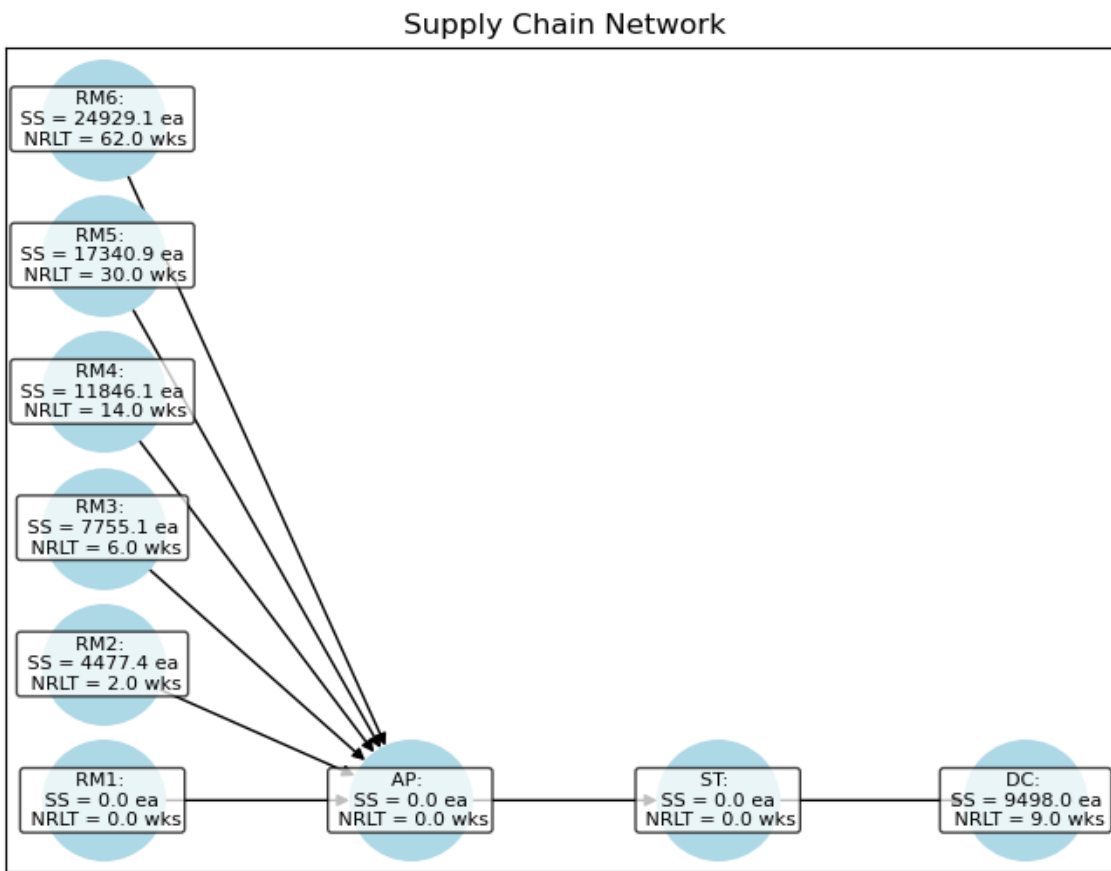 Supply Chain Network
RM6:
SS = 24929.1 ea
NRLT = 62.0 wks
RM5:
SS = 17340.9 ea
NRLT = 30.0 wks
RM4:
SS = 11846.1 ea
NRLT = 14.0 wks
RM3:
SS = 7755.1 ea
NRLT = 6.0 wks
RM2:
SS = 4477.4 ea
NRLT = 2.0 wks
RM1:
SS = 0.0 ea
NRLT = 0.0 wks
AP:
SS = 0.0 ea
NRLT = 0.0 wks
ST:
SS = 0.0 ea
NRLT = 0.0 wks
DC:
SS = 9498.0 ea
NRLT = 9.0 wks